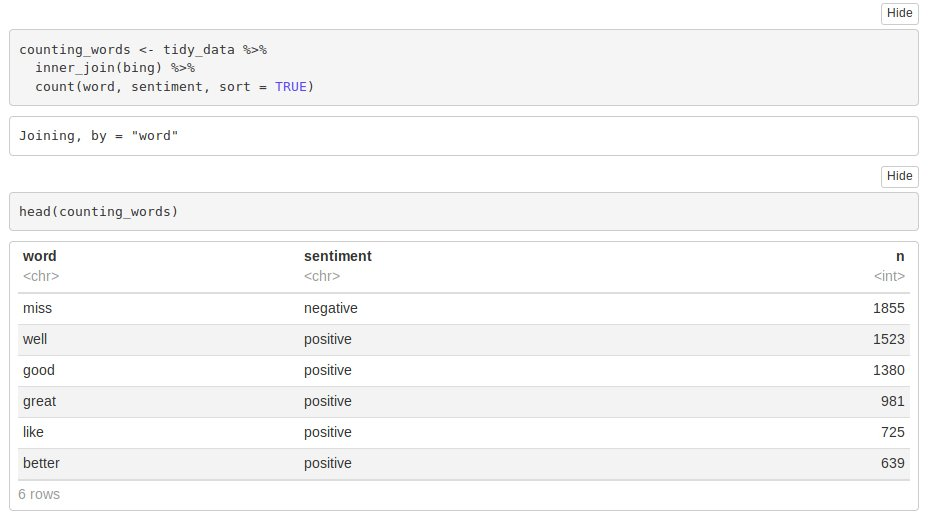 Hide
counting_words <- tidy_data %>%
  inner_join(bing) %>%
  count(word, sentiment, sort = TRUE)
Joining, by = "word"
Hide
head(counting_words)
word sentiment n
<chr> <chr> <int>
miss negative 1855
well positive 1523
good positive 1380
great positive 981
like positive 725
better positive 639
6 rows